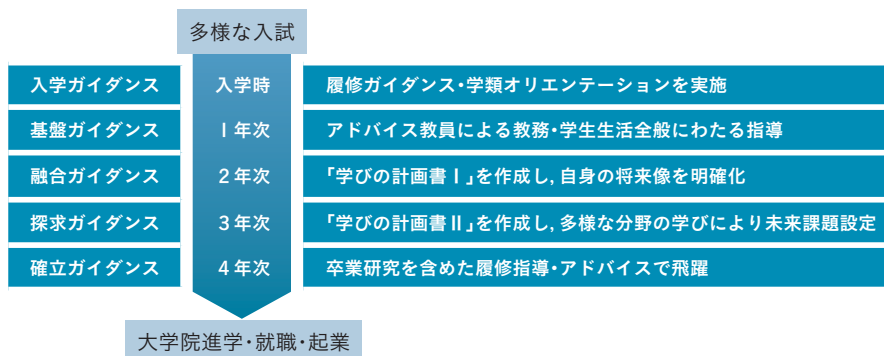 多様な入試
入学ガイダンス 入学時 履修ガイダンス・学類オリエンテーションを実施
基盤ガイダンス 1年次 アドバイス教員による教務・学生生活全般にわたる指導
融合ガイダンス 2年次 「学びの計画書Ⅰ」を作成し, 自身の将来像を明確化
探求ガイダンス 3年次 「学びの計画書Ⅱ」を作成し, 多様な分野の学びにより未来課題設定
確立ガイダンス 4年次 卒業研究を含めた履修指導・アドバイスで飛躍
大学院進学・就職・起業